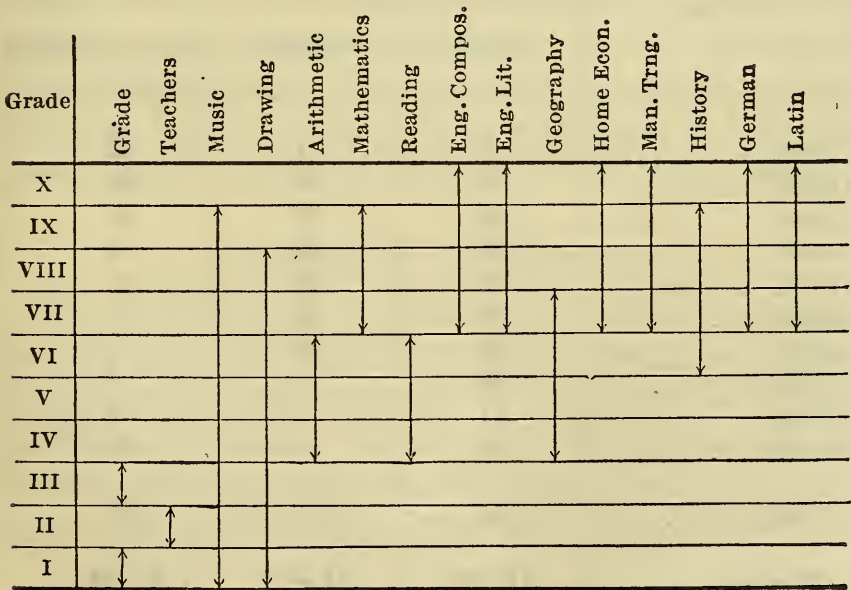 Grade
Grade
Teachers
Music
Drawing
Arithmetic
Mathematics
Reading
Eng. Compos.
Eng. Lit.
Geography
Home Econ.
Man. Trng.
History
German
Latin
X
IX
VIII
VII
VI
V
IV
III
II
I